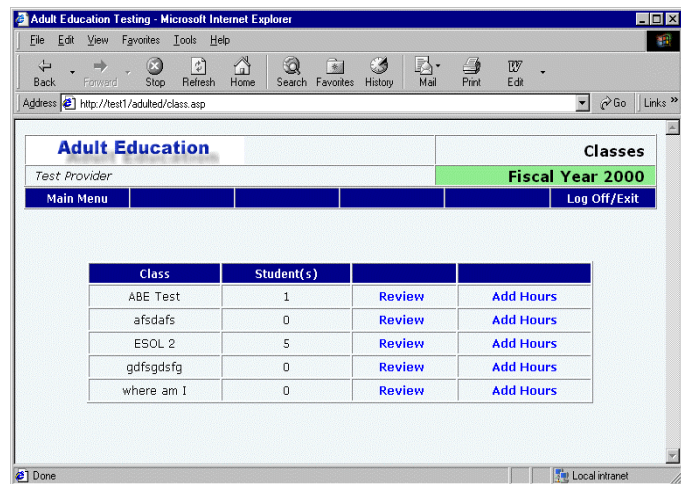 Adult Education Testing - Microsoft Internet Explorer
File Edit View Favorites Tools Help
Back Forward Stop Refresh Home Search Favorites History Mail Print Edit
Address http://test1/adulted/class.asp Go Links »
Adult Education Classes
Test Provider Fiscal Year 2000
Main Menu Log Off/Exit
Class Student(s)
ABE Test 1 Review Add Hours
afsdafs 0 Review Add Hours
ESOL 2 5 Review Add Hours
gdfsgdsfg 0 Review Add Hours
where am I 0 Review Add Hours
Done Local intranet